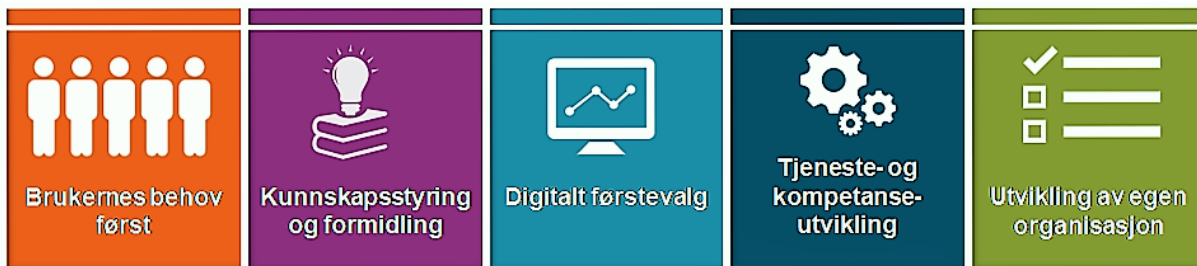 Brukernes behov
først
Kunnskapsstyring
og formidling
Digitalt førstevalg
Tjeneste- og
kompetanse-
utvikling
Utvikling av egen
organisasjon